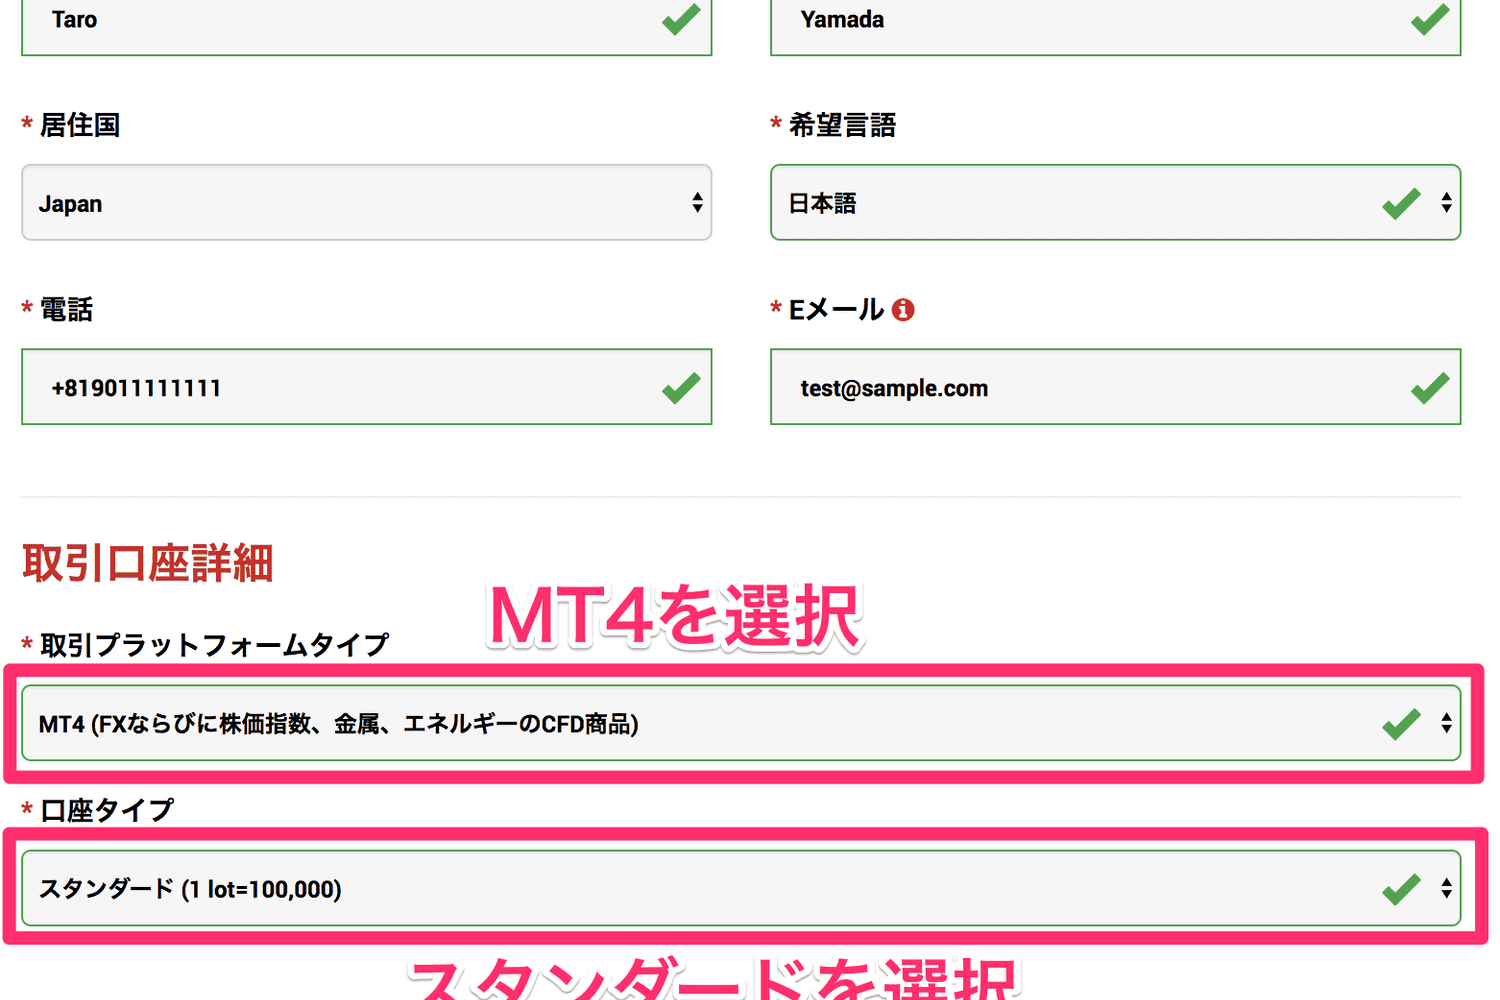 Taro
Yamada
* 居住国
* 希望言語
Japan
日本語
* 電話
* Eメール
+819011111111
test@sample.com
取引口座詳細
MT4を選択
* 取引プラットフォームタイプ
MT4 (FXならびに株価指数、金属、エネルギーのCFD商品)
* 口座タイプ
スタンダード (1 lot=100,000)
スタンダードを選択